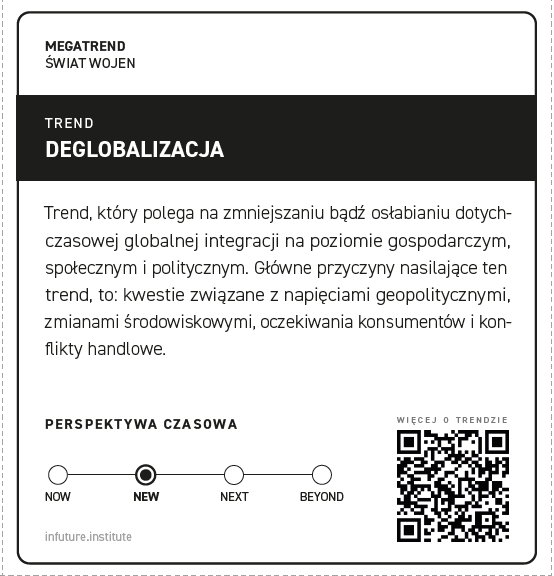 MEGATREND
ŚWIAT WOJEN
TREND
DEGLOBALIZACJA
Trend, który polega na zmniejszaniu bądź osłabianiu dotych-
czasowej globalnej integracji na poziomie gospodarczym,
społecznym i politycznym. Główne przyczyny nasilające ten
trend, to: kwestie związane z napięciami geopolitycznymi,
zmianami środowiskowymi, oczekiwania konsumentów i kon-
flikty handlowe.
PERSPEKTYWA CZASOWA
WIĘCEJ O TRENDZIE
NOW NEW NEXT BEYOND
infuture.institute